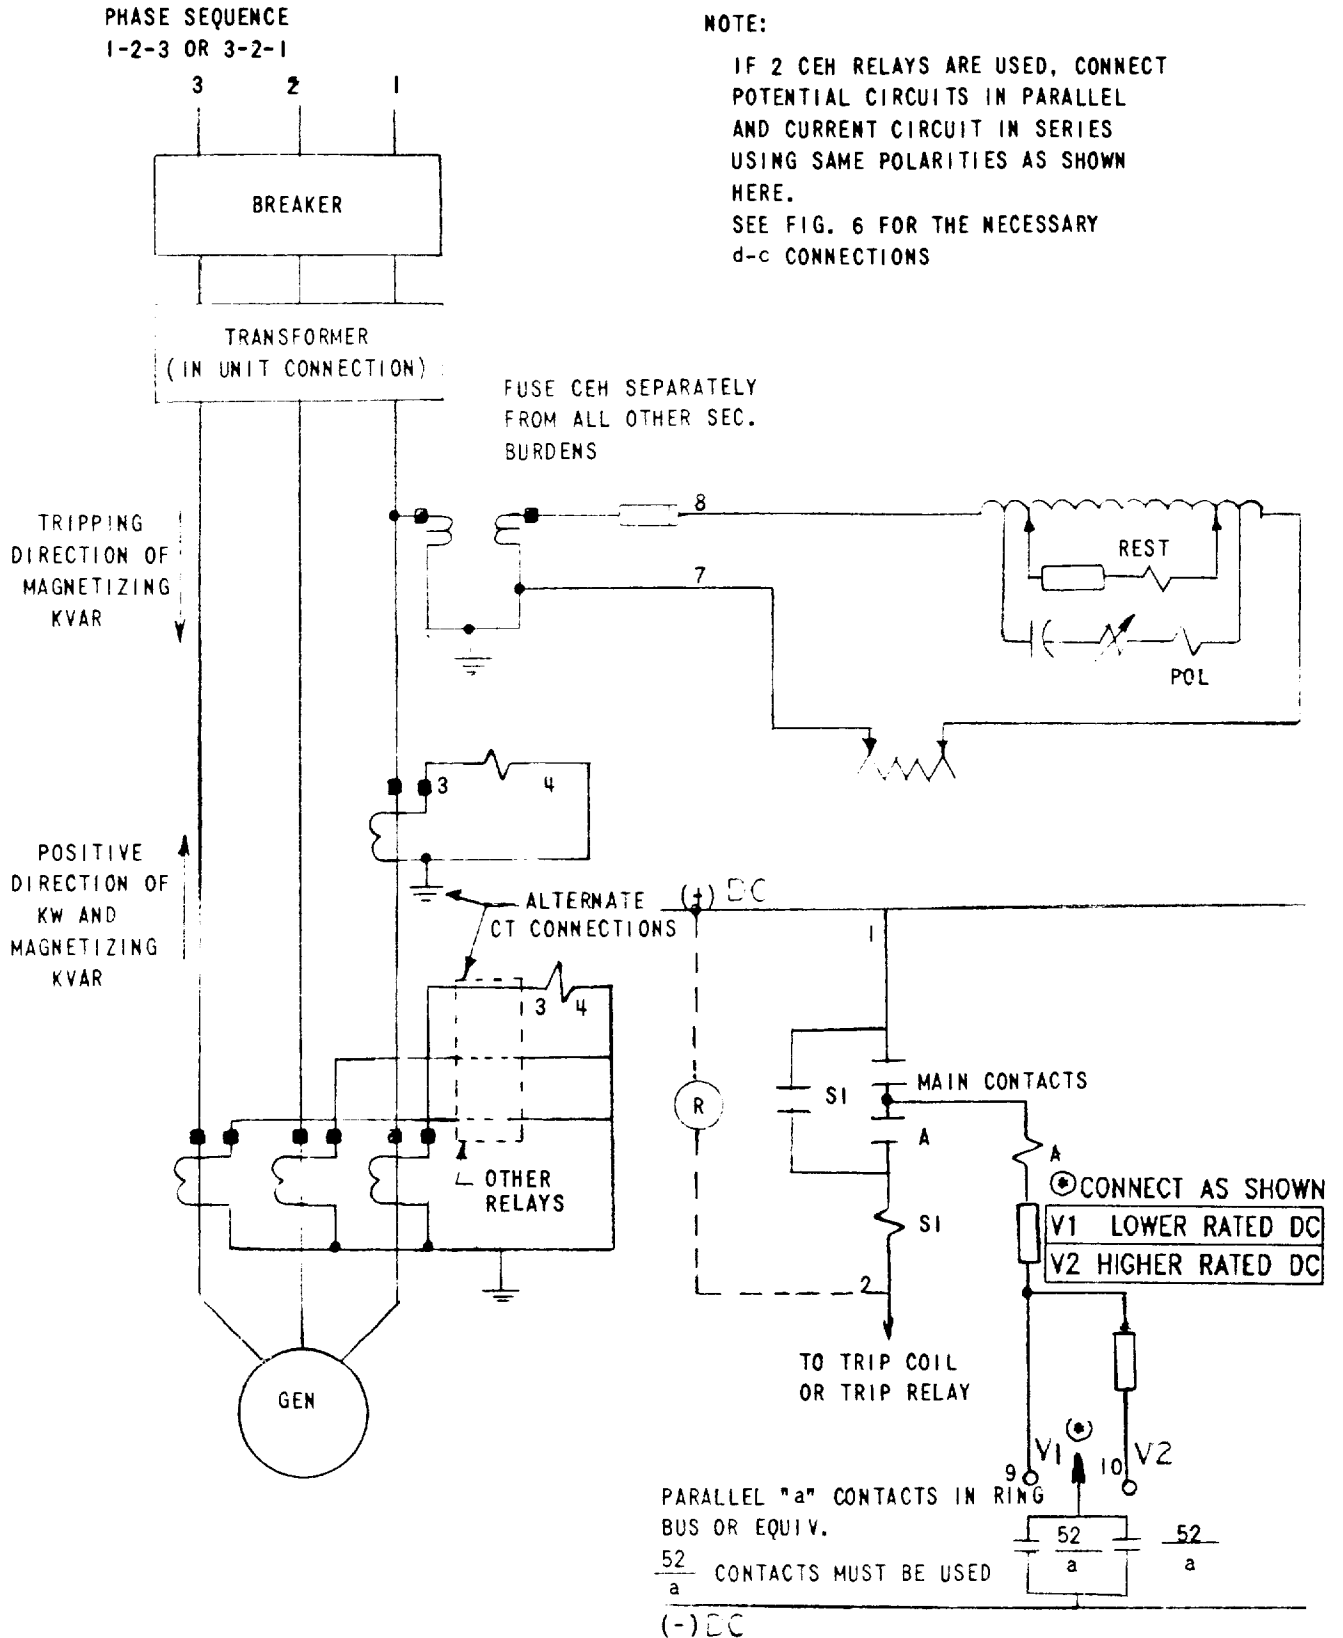 PHASE SEQUENCE
1-2-3 OR 3-2-1
3 2 1
BREAKER
TRANSFORMER
(IN UNIT CONNECTION)
NOTE:
IF 2 CEH RELAYS ARE USED, CONNECT
POTENTIAL CIRCUITS IN PARALLEL
AND CURRENT CIRCUIT IN SERIES
USING SAME POLARITIES AS SHOWN
HERE.
SEE FIG. 6 FOR THE NECESSARY
d-c CONNECTIONS
FUSE CEH SEPARATELY
FROM ALL OTHER SEC.
BURDENS
TRIPPING
DIRECTION OF
MAGNETIZING
KVAR
8
7
REST
POL
3 4
POSITIVE
DIRECTION OF
KW AND
MAGNETIZING
KVAR
ALTERNATE
CT CONNECTIONS
3 4
OTHER
RELAYS
GEN
(+) DC
1
R
SI
MAIN CONTACTS
A
A
SI
2
(*) CONNECT AS SHOWN
V1 LOWER RATED DC
V2 HIGHER RATED DC
TO TRIP COIL
OR TRIP RELAY
(*)
9 V1 10 V2
PARALLEL "a" CONTACTS IN RING
BUS OR EQUIV.
52
a
CONTACTS MUST BE USED
52
a
52
a
(-) DC